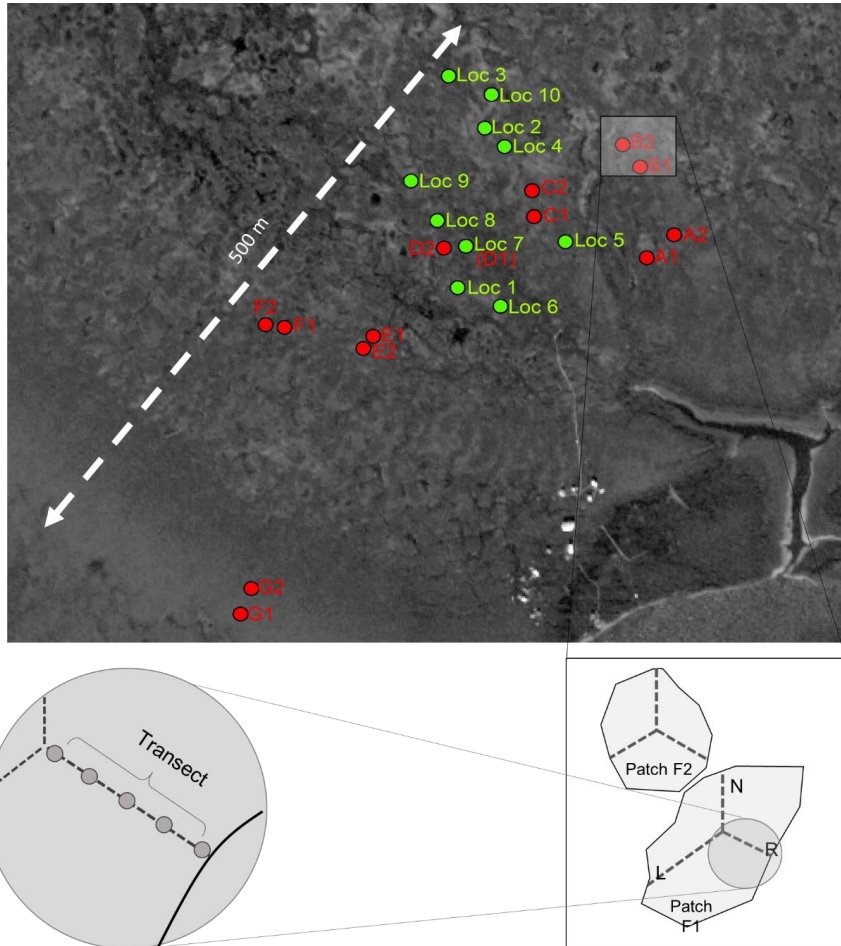 Loc 3
Loc 10
Loc 2
Loc 4
B2
B1
Loc 9
C2
C1
Loc 8
A2
Loc 5
D2
Loc 7
(D1)
A1
500 m
Loc 1
Loc 6
F2
F1
E1
E2
G2
G1
Transect
Patch F2
N
R
L
Patch
F1